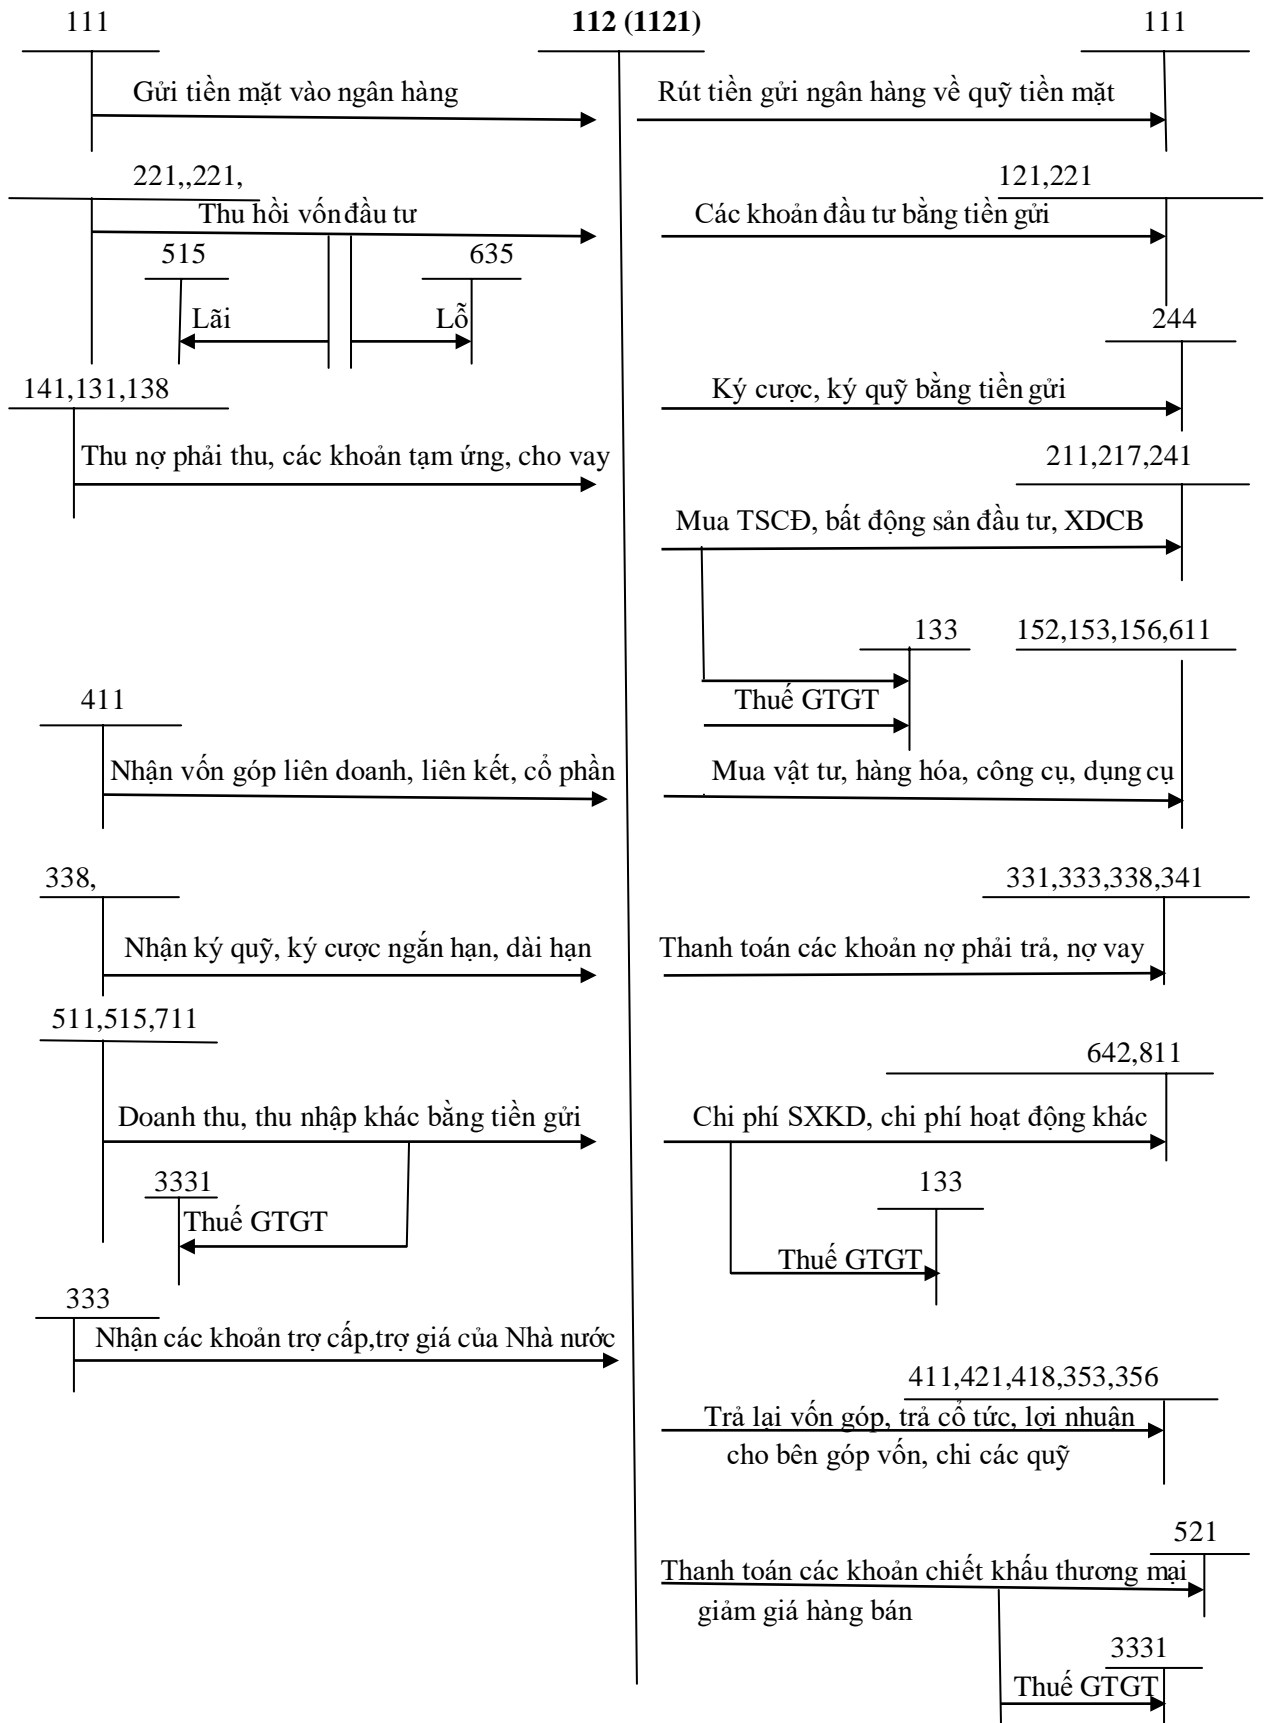 111
112 (1121)
111
Gửi tiền mặt vào ngân hàng
Rút tiền gửi ngân hàng về quỹ tiền mặt
221,,221,
121,221
Thu hồi vốn đầu tư
Các khoản đầu tư bằng tiền gửi
515
635
Lãi
Lỗ
244
141,131,138
Ký cược, ký quỹ bằng tiền gửi
Thu nợ phải thu, các khoản tạm ứng, cho vay
211,217,241
Mua TSCĐ, bất động sản đầu tư, XDCB
133
152,153,156,611
Thuế GTGT
411
Nhận vốn góp liên doanh, liên kết, cổ phần
Mua vật tư, hàng hóa, công cụ, dụng cụ
338,
331,333,338,341
Nhận ký quỹ, ký cược ngắn hạn, dài hạn
Thanh toán các khoản nợ phải trả, nợ vay
511,515,711
642,811
Doanh thu, thu nhập khác bằng tiền gửi
Chi phí SXKD, chi phí hoạt động khác
3331
133
Thuế GTGT
Thuế GTGT
333
Nhận các khoản trợ cấp,trợ giá của Nhà nước
411,421,418,353,356
Trả lại vốn góp, trả cổ tức, lợi nhuận
cho bên góp vốn, chi các quỹ
521
Thanh toán các khoản chiết khấu thương mại
giảm giá hàng bán
3331
Thuế GTGT